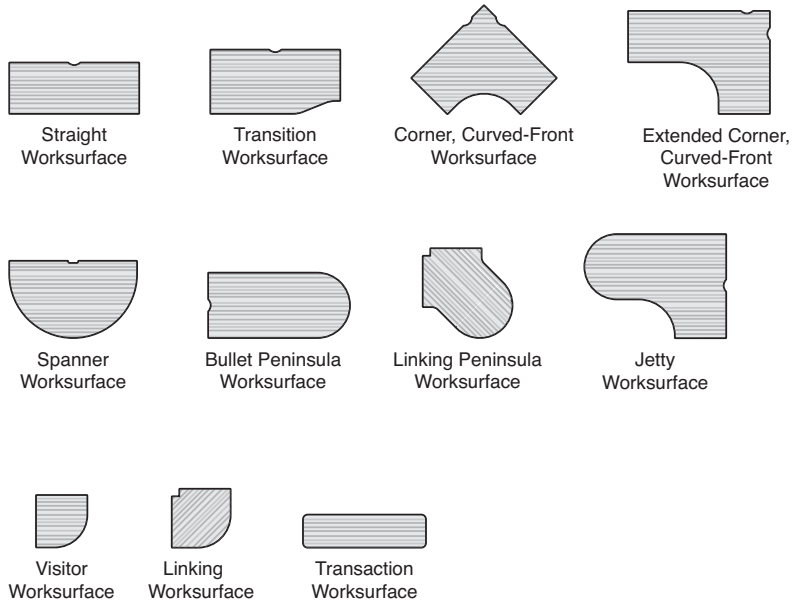 Straight
Worksurface
Transition
Worksurface
Corner, Curved-Front
Worksurface
Extended Corner,
Curved-Front
Worksurface
Spanner
Worksurface
Bullet Peninsula
Worksurface
Linking Peninsula
Worksurface
Jetty
Worksurface
Visitor
Worksurface
Linking
Worksurface
Transaction
Worksurface